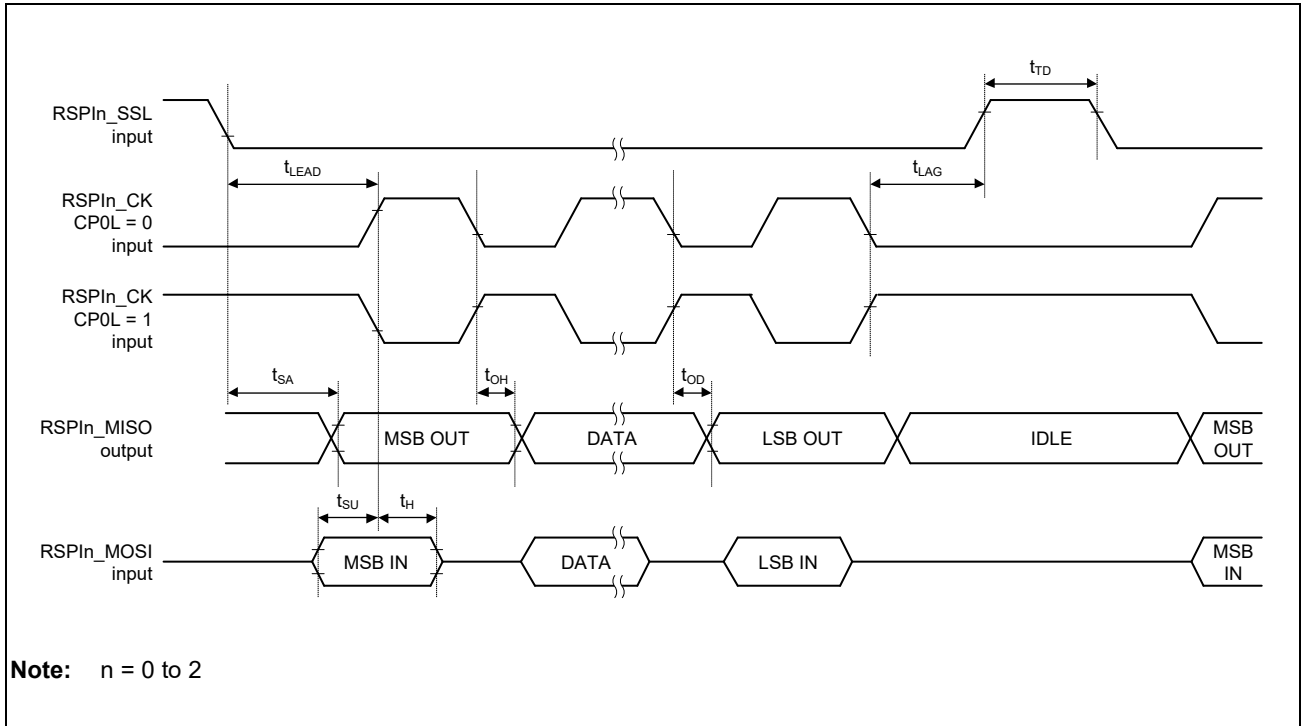 tTD
RSPIn_SSL
input
tLEAD
tLAG
RSPIn_CK
CP0L = 0
input
RSPIn_CK
CP0L = 1
input
tSA
tOH
tOD
RSPIn_MISO
output
MSB OUT
DATA
LSB OUT
IDLE
MSB
OUT
tSU
tH
RSPIn_MOSI
input
MSB IN
DATA
LSB IN
MSB
IN
Note: n = 0 to 2